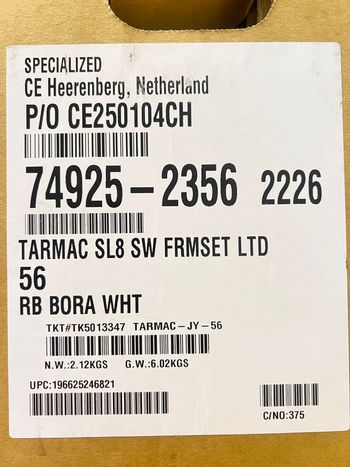 SPECIALIZED
CE Heerenberg, Netherland
P/O CE250104CH
74925-2356 2226
TARMAC SL8 SW FRMSET LTD
56
RB BORA WHT
TKT#TK5013347 TARMAC-JY-56
N.W.:2.12KGS G.W.:6.02KGS
UPC:196625246821
C/NO:375